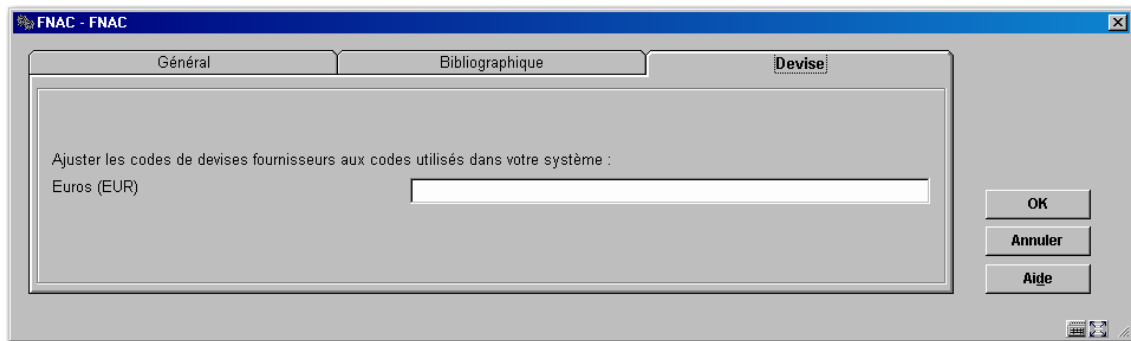 FNAC - FNAC
Général Bibliographique Devise
Ajuster les codes de devises fournisseurs aux codes utilisés dans votre système :
Euros (EUR)
OK
Annuler
Aide